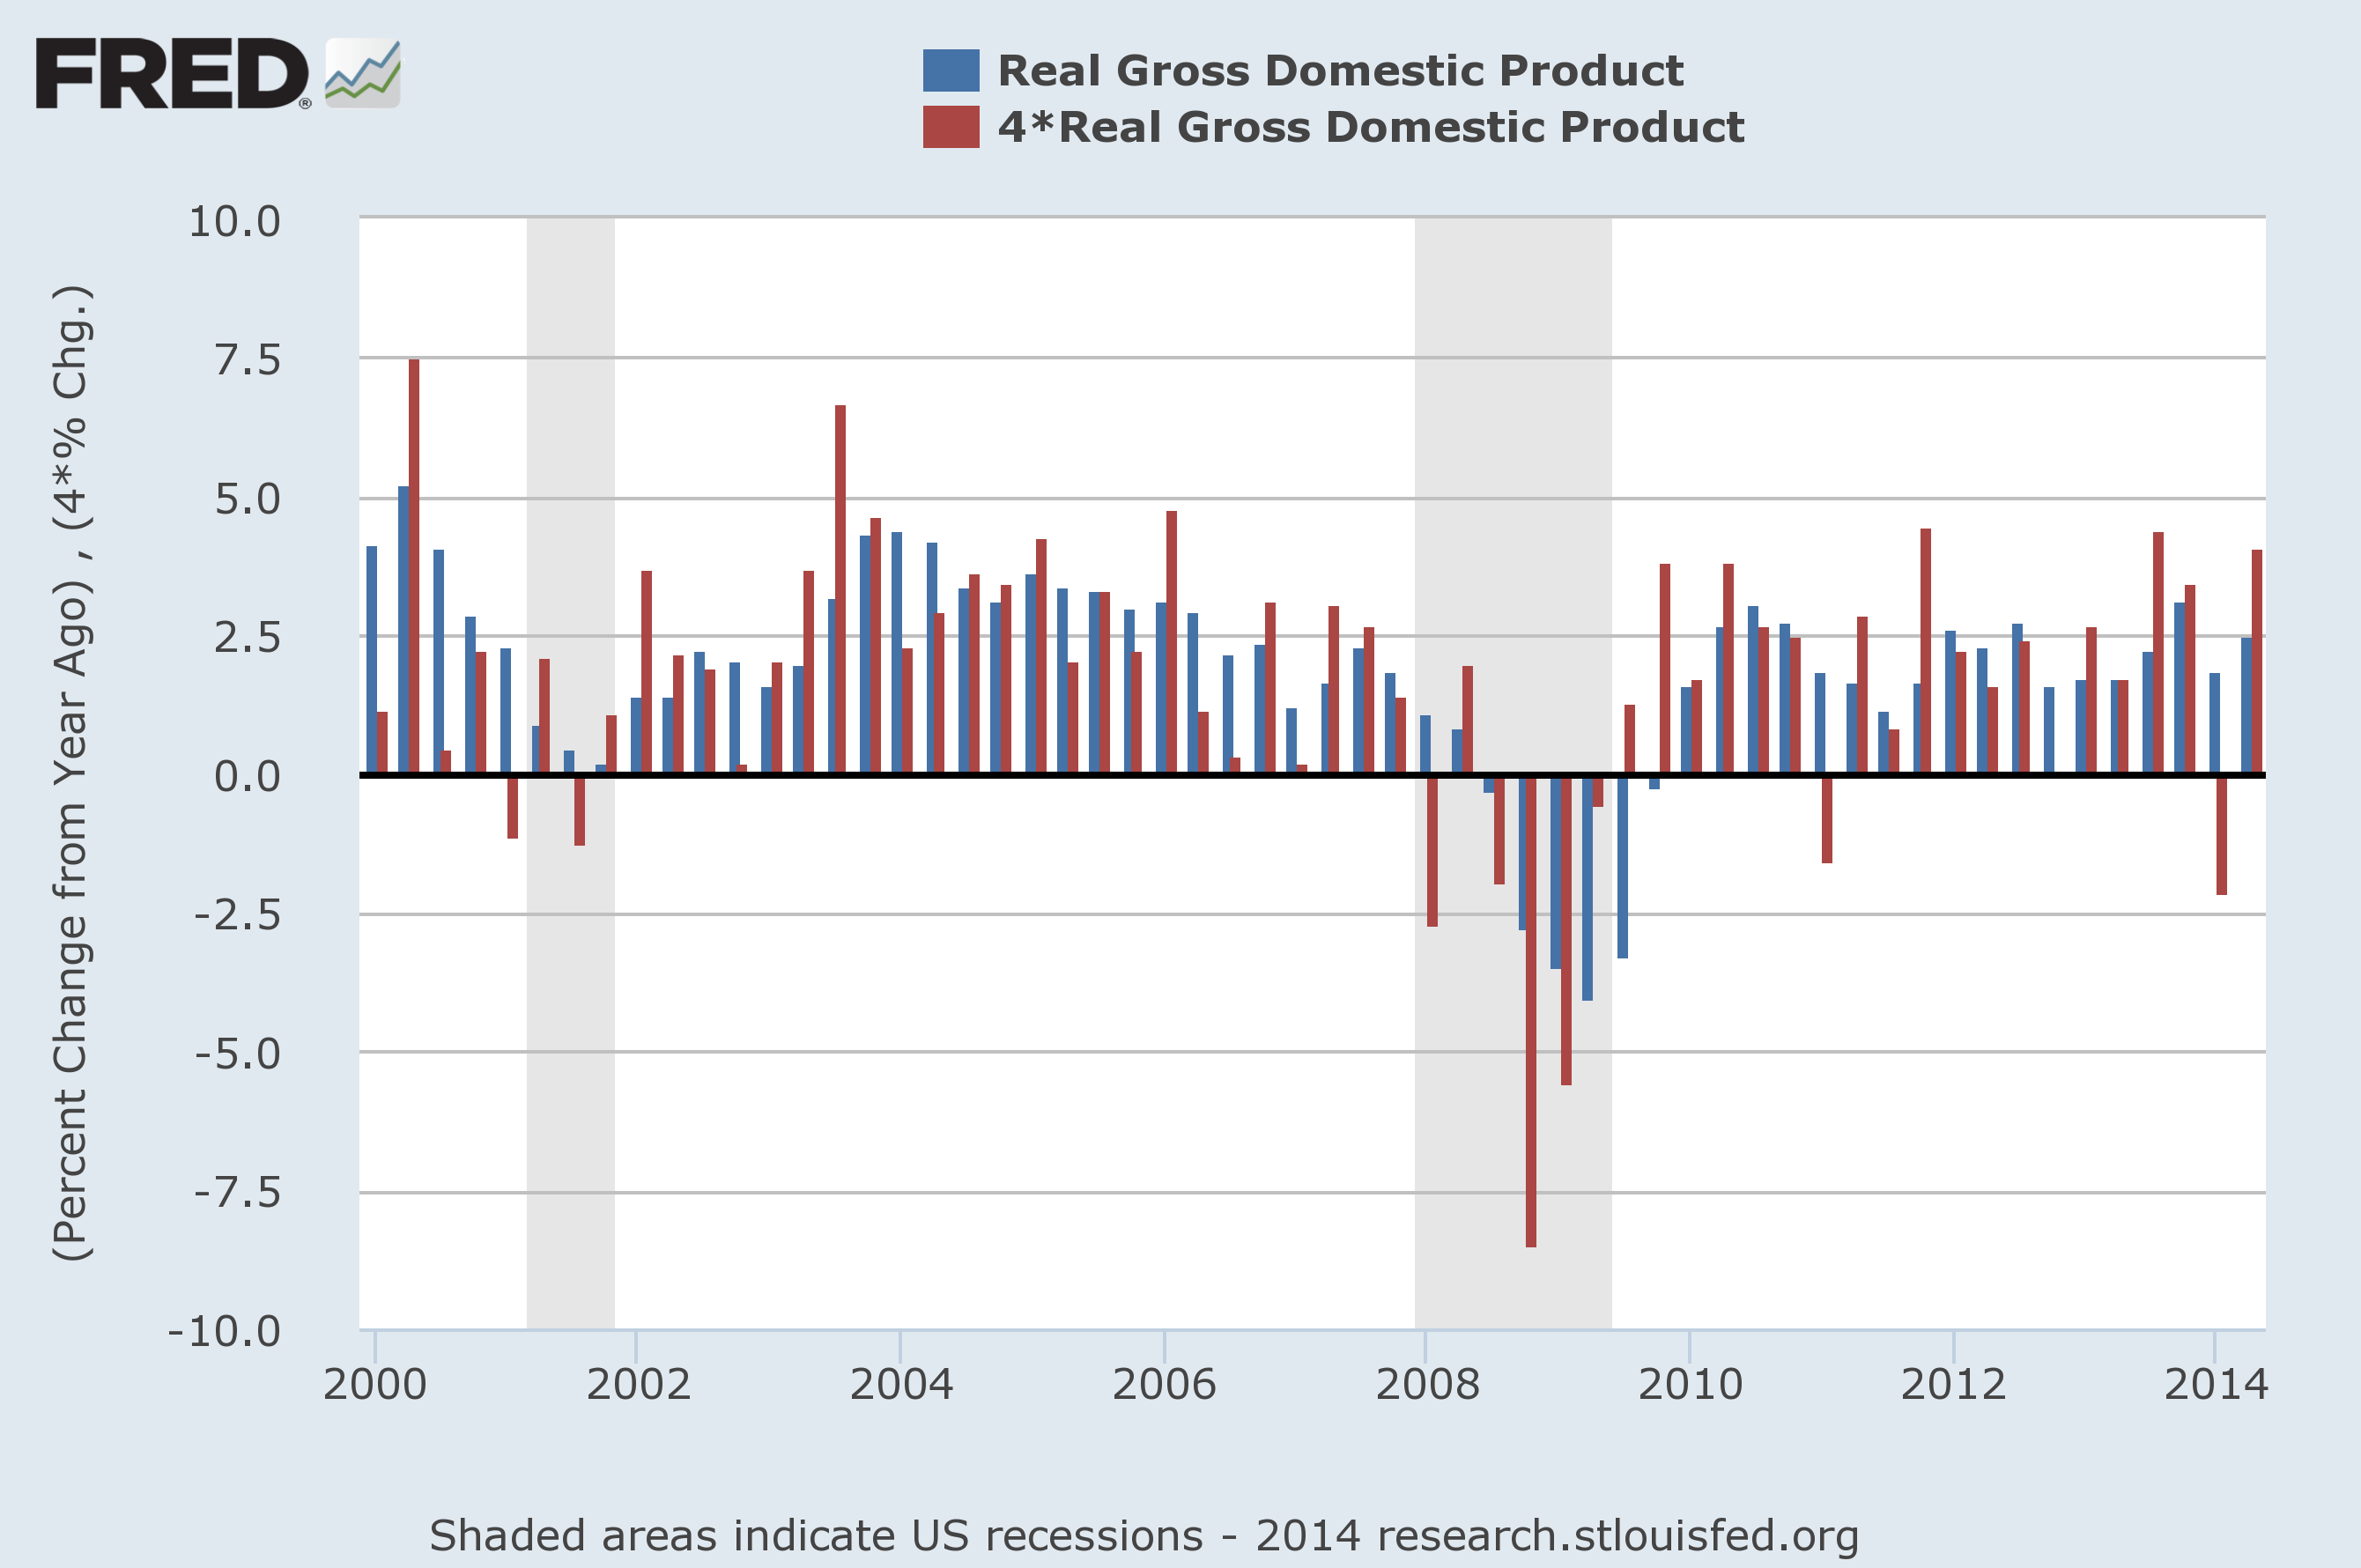 FRED®
Real Gross Domestic Product
4*Real Gross Domestic Product
(Percent Change from Year Ago) , (4*% Chg.)
10.0
7.5
5.0
2.5
0.0
-2.5
-5.0
-7.5
-10.0
2000 2002 2004 2006 2008 2010 2012 2014
Shaded areas indicate US recessions - 2014 research.stlouisfed.org